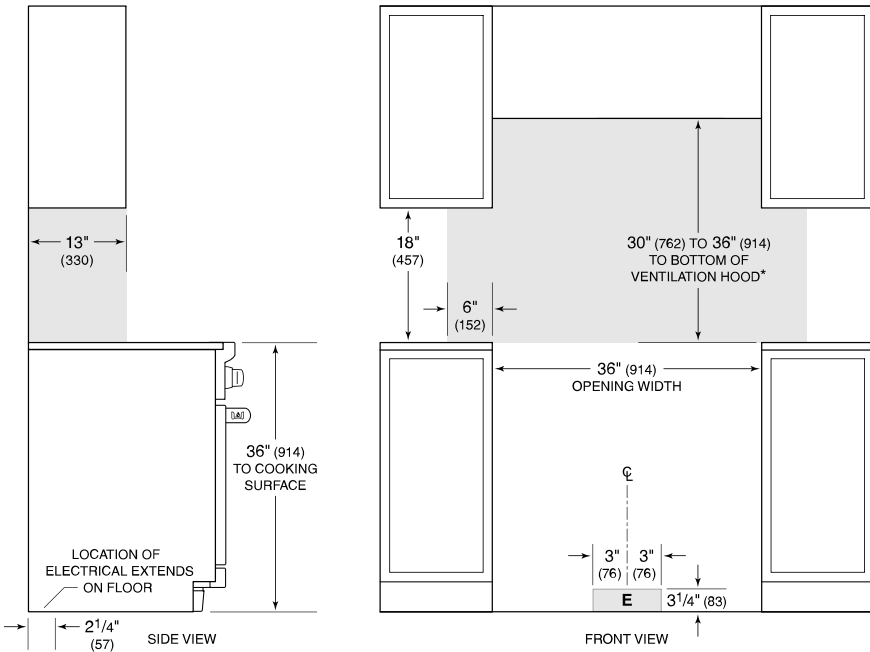 13"
(330)
36" (914)
TO COOKING
SURFACE
LOCATION OF
ELECTRICAL EXTENDS
ON FLOOR
2 1/4"
(57)
SIDE VIEW
18"
(457)
30" (762) TO 36" (914)
TO BOTTOM OF
VENTILATION HOOD*
6"
(152)
36" (914)
OPENING WIDTH
CL
3" 3"
(76) (76)
E
3 1/4" (83)
FRONT VIEW